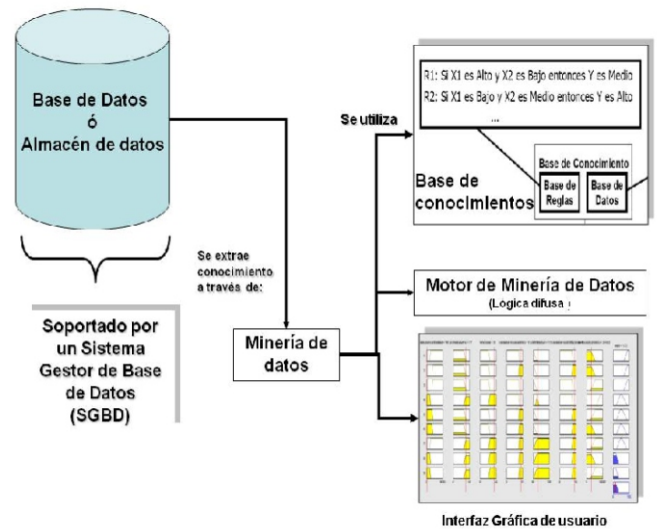 Base de Datos
ó
Almacén de datos
Soportado por
un Sistema
Gestor de Base
de Datos
(SGBD)
Se extrae
conocimiento
a través de:
Minería de
datos
Se utiliza
R1: Si X1 es Alto y X2 es Bajo entonces Y es Medio
R2: Si X1 es Bajo y X2 es Medio entonces Y es Alto
...
Base de Conocimiento
Base de
Reglas
Base de
Datos
Base de
conocimientos
Motor de Minería de Datos
(Logica difusa )
Interfaz Gráfica de usuario